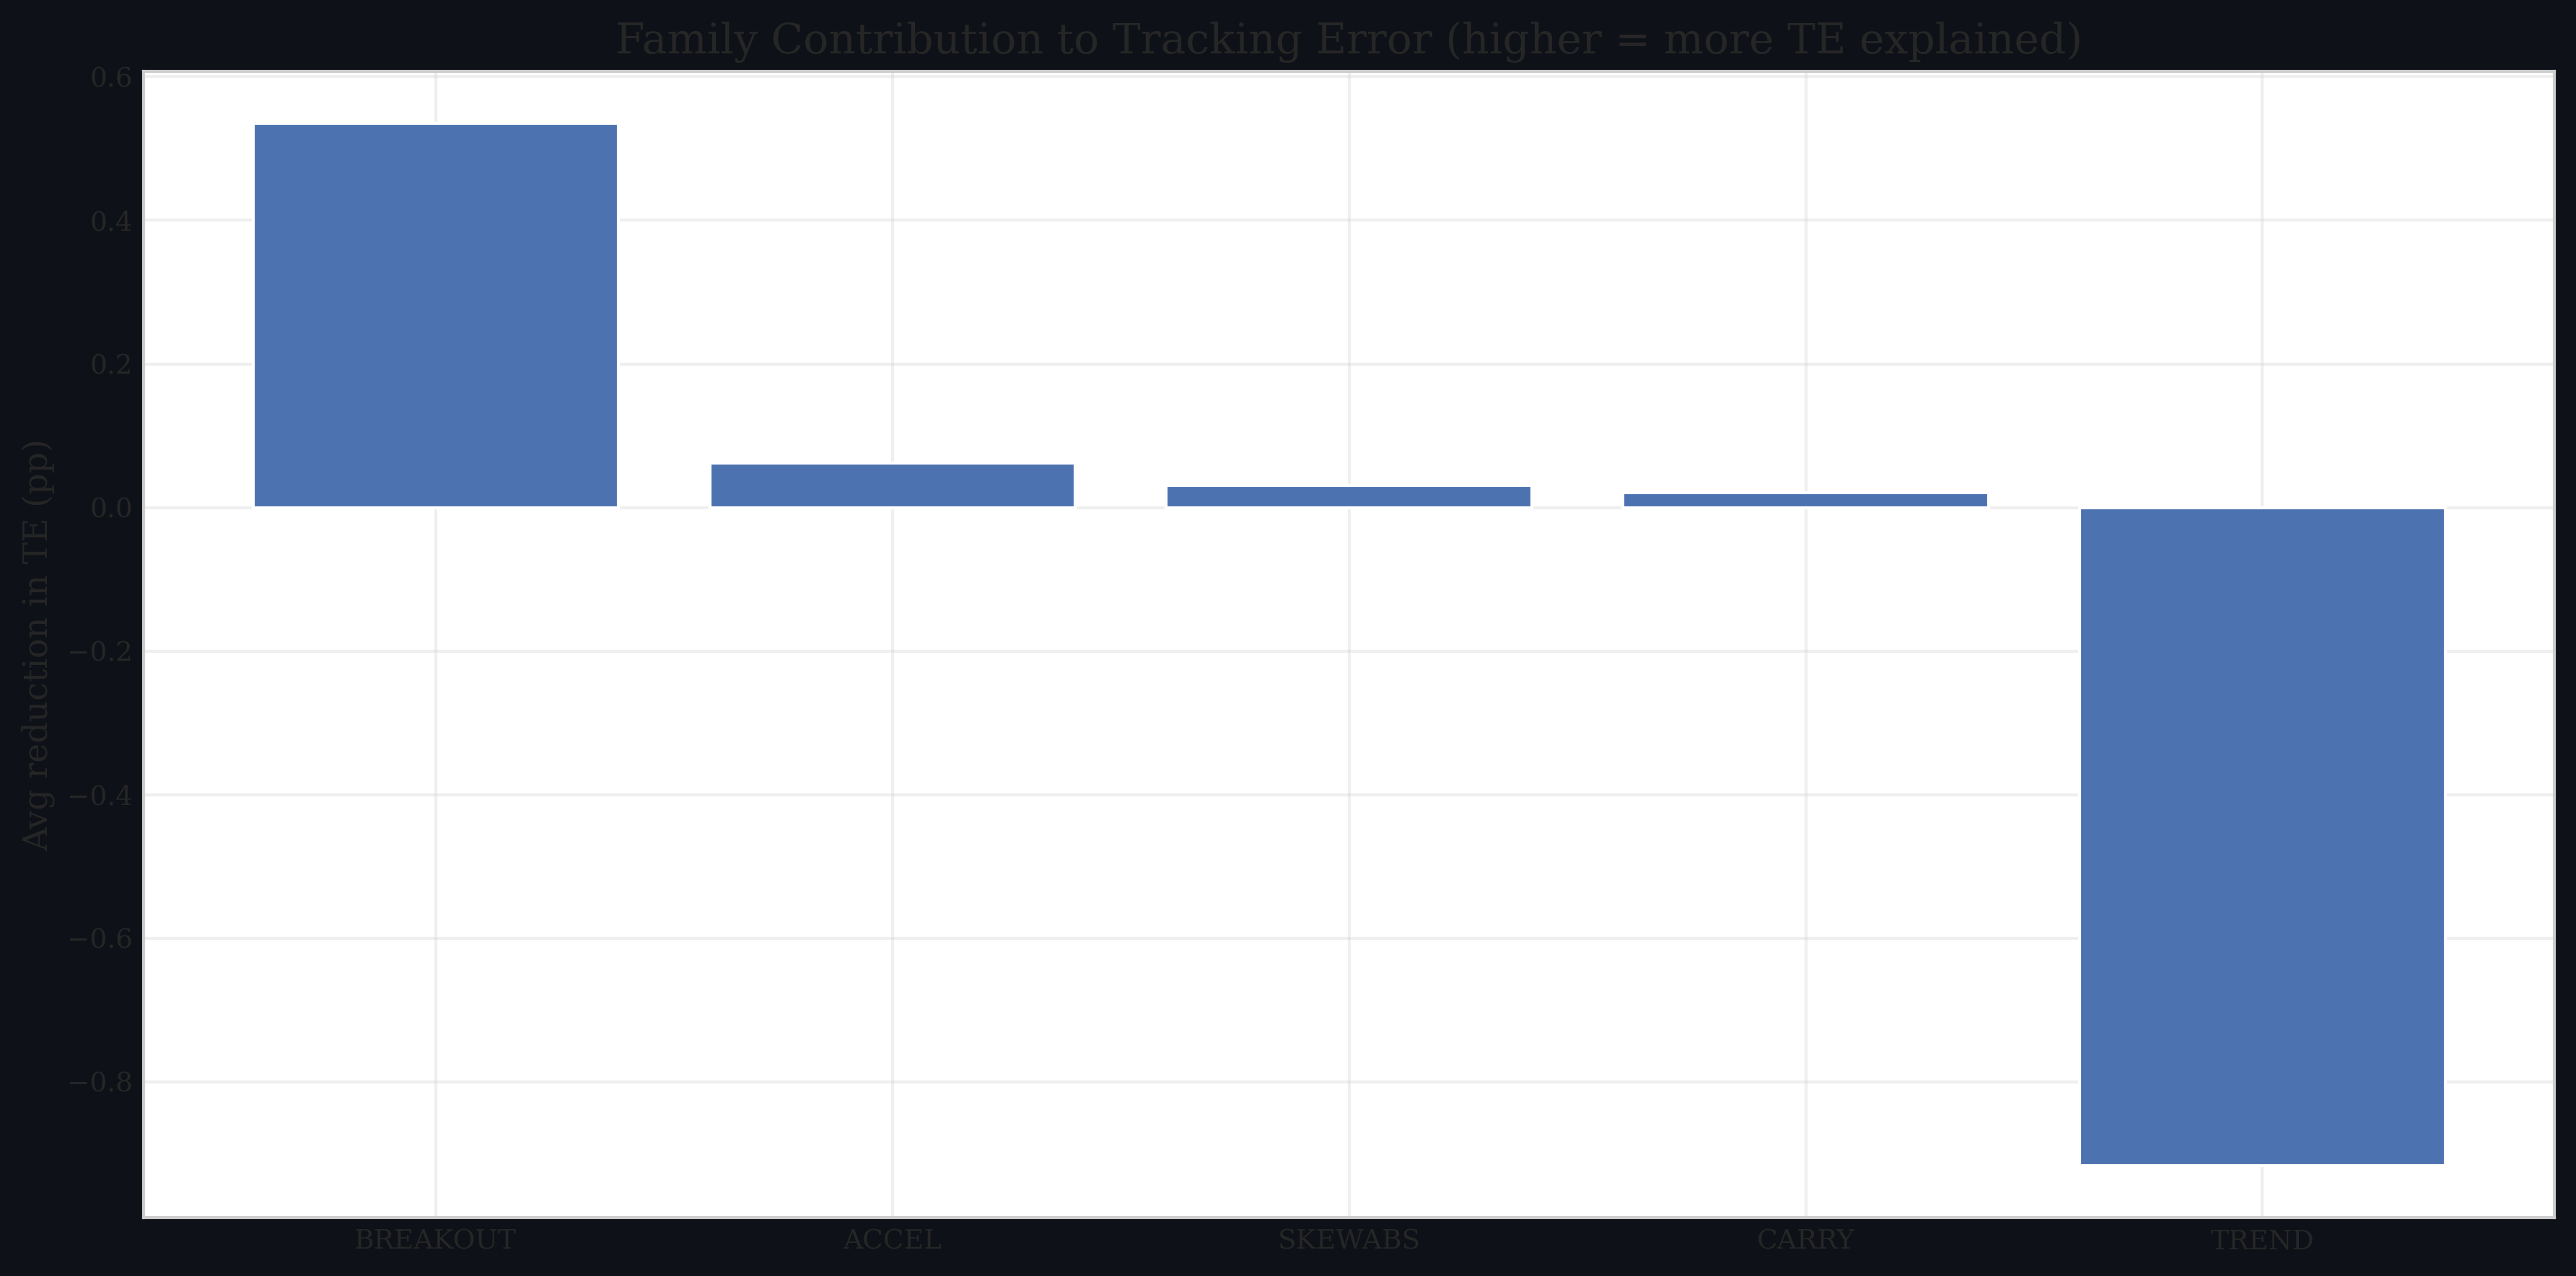 Family Contribution to Tracking Error (higher = more TE explained)
Avg reduction in TE (pp)
0.6
0.4
0.2
0.0
−0.2
−0.4
−0.6
−0.8
BREAKOUT ACCEL SKEWABS CARRY TREND